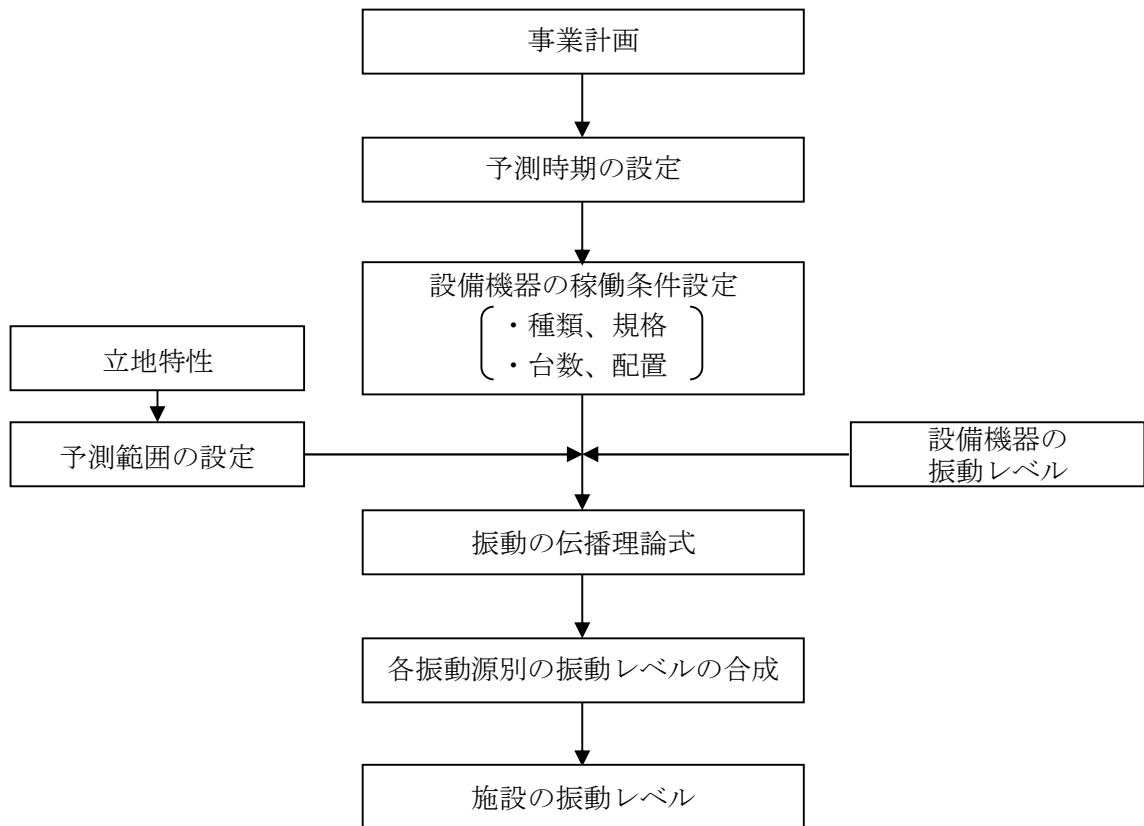 事業計画
予測時期の設定
設備機器の稼働条件設定
・種類、規格
・台数、配置
立地特性
予測範囲の設定
設備機器の
振動レベル
振動の伝播理論式
各振動源別の振動レベルの合成
施設の振動レベル